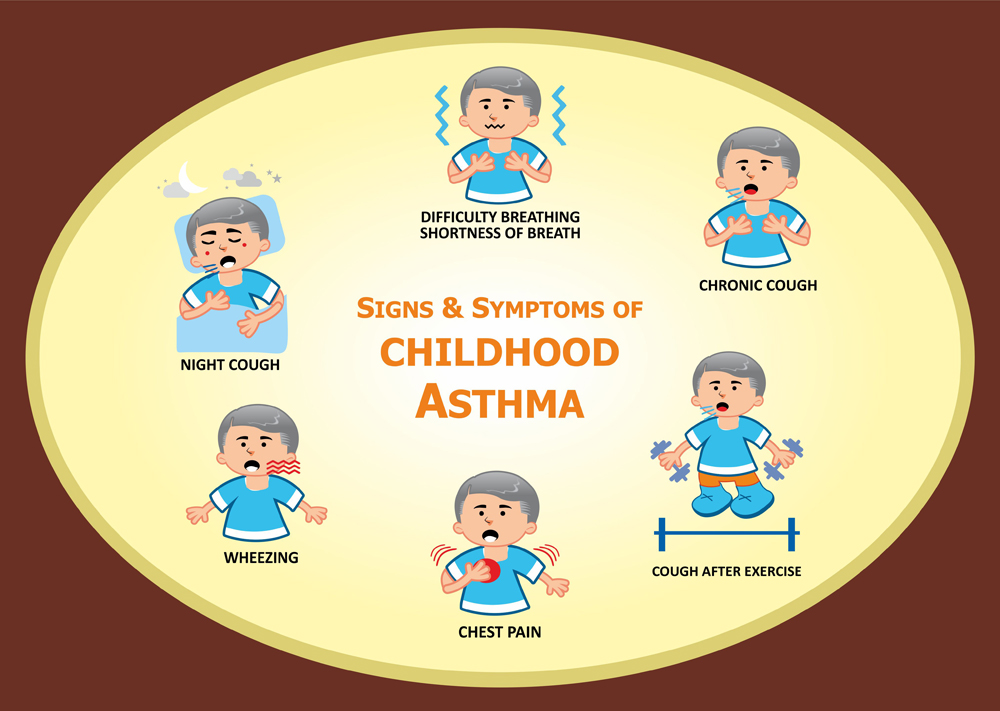 DIFFICULTY BREATHING
SHORTNESS OF BREATH
CHRONIC COUGH
NIGHT COUGH
SIGNS & SYMPTOMS OF
CHILDHOOD
ASTHMA
WHEEZING
COUGH AFTER EXERCISE
CHEST PAIN